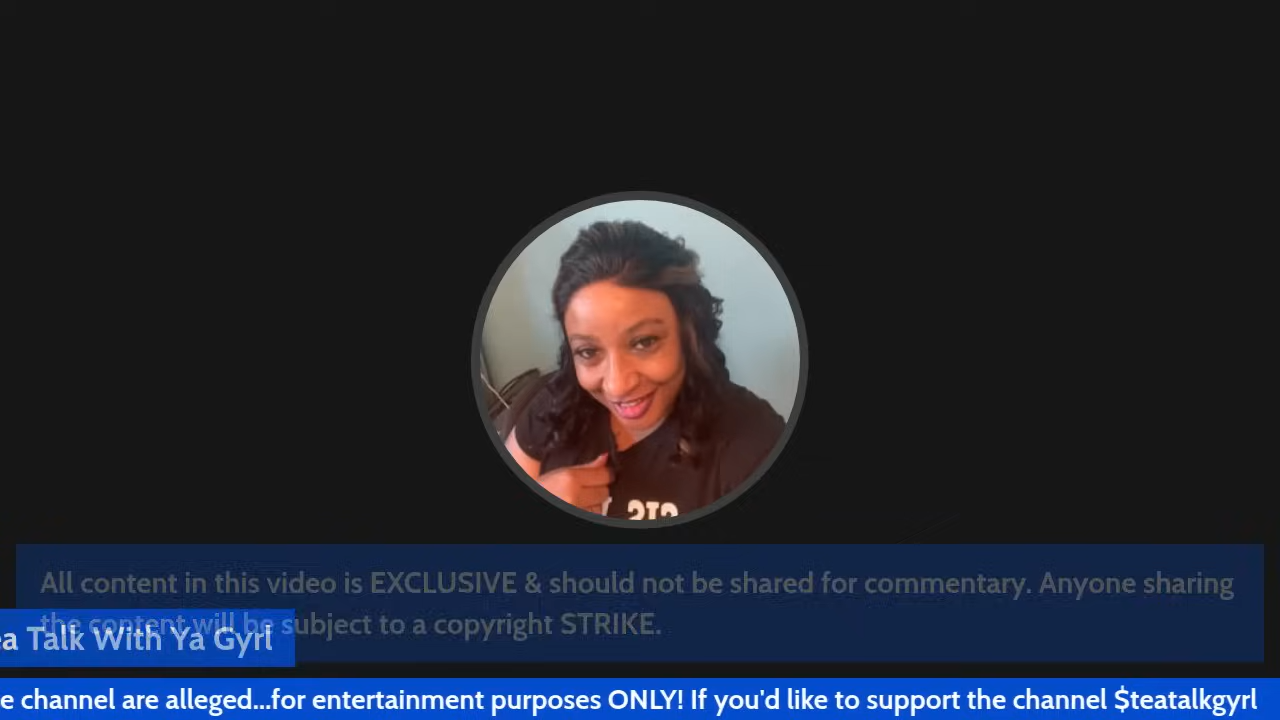 All content in this video is EXCLUSIVE & should not be shared for commentary. Anyone sharing
the content will be subject to a copyright STRIKE.
Talk With Ya Gyrl
channel are alleged...for entertainment purposes ONLY! If you'd like to support the channel $teatalkgyrl